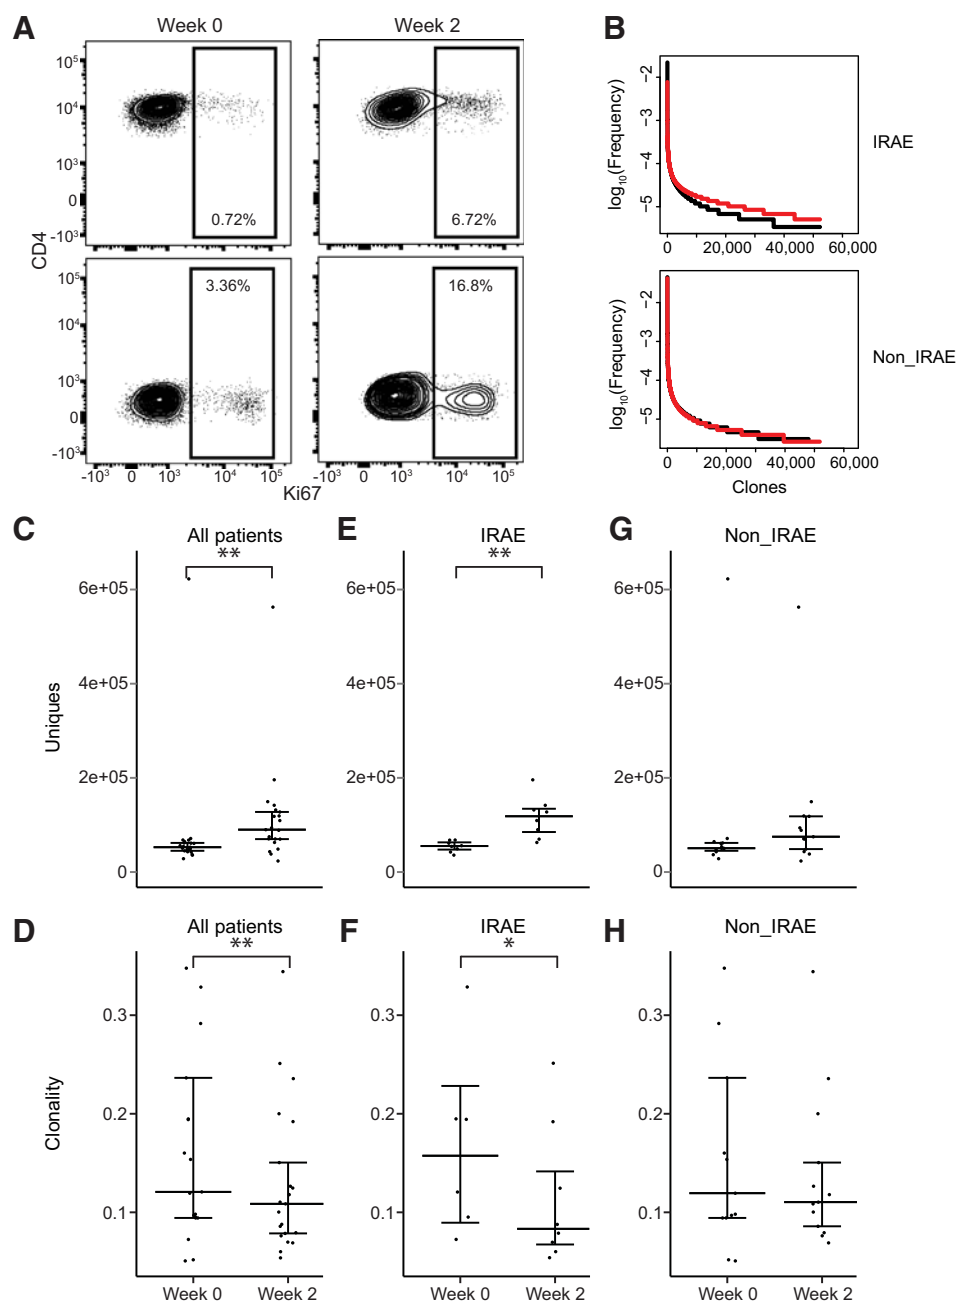 A
Week 0
Week 2
B
10⁵
10⁴
10³
0
-10³
0.72%
6.72%
CD4
10⁵
10⁴
10³
0
-10³
3.36%
16.8%
-10³ 0 10³ 10⁴ 10⁵
-10³ 0 10³ 10⁴ 10⁵
Ki67
log₁₀(Frequency)
-2
-3
-4
-5
0 20,000 60,000
IRAE
log₁₀(Frequency)
-2
-3
-4
-5
0 20,000 60,000
Non_IRAE
Clones
C
All patients
**
E
IRAE
**
G
Non_IRAE
Uniques
6e+05
4e+05
2e+05
0
6e+05
4e+05
2e+05
0
6e+05
4e+05
2e+05
0
D
All patients
**
F
IRAE
*
H
Non_IRAE
Clonality
0.3
0.2
0.1
0.3
0.2
0.1
0.3
0.2
0.1
Week 0 Week 2
Week 0 Week 2
Week 0 Week 2